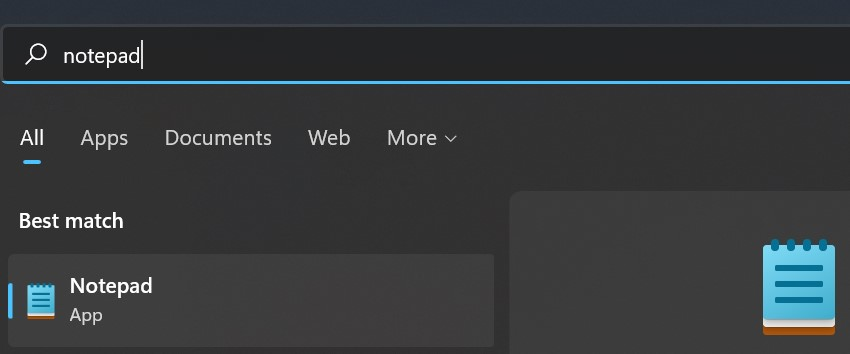 notepad
All Apps Documents Web More
Best match
Notepad
App